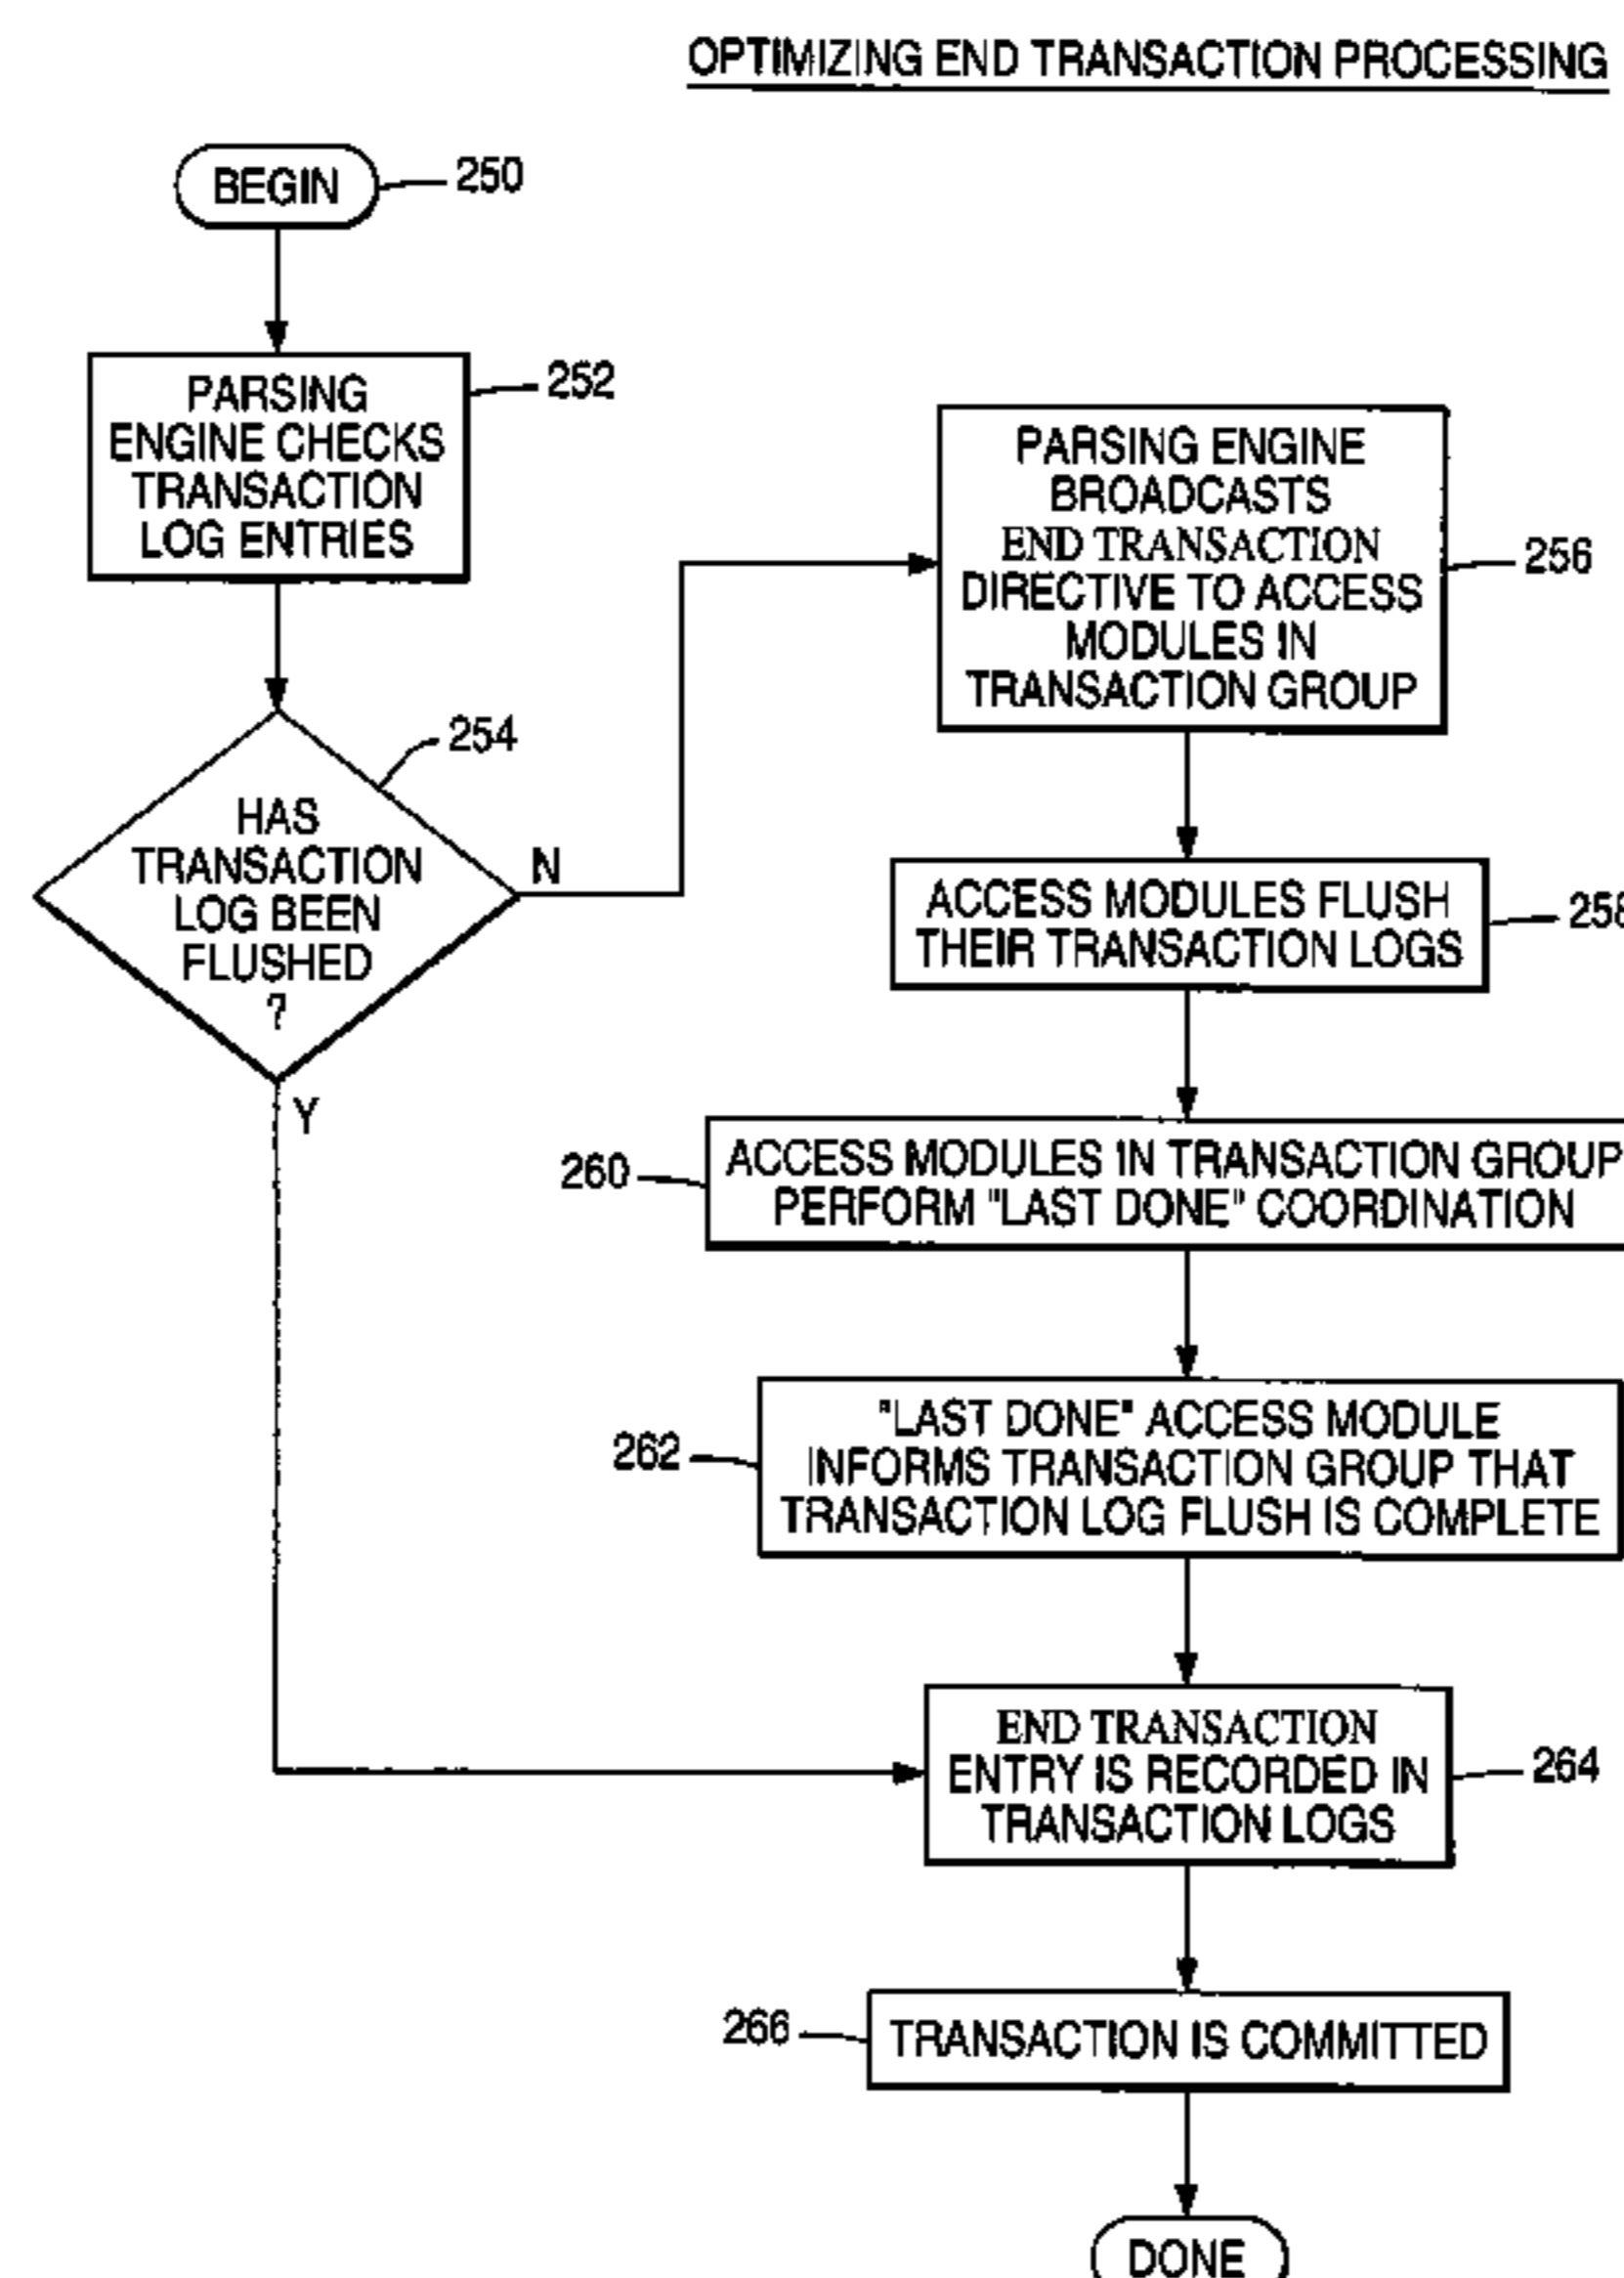 OPTIMIZING END TRANSACTION PROCESSING
BEGIN
250
PARSING
ENGINE CHECKS
TRANSACTION
LOG ENTRIES
252
HAS
TRANSACTION
LOG BEEN
FLUSHED
?
254
N
Y
PARSING ENGINE
BROADCASTS
END TRANSACTION
DIRECTIVE TO ACCESS
MODULES IN
TRANSACTION GROUP
256
ACCESS MODULES FLUSH
THEIR TRANSACTION LOGS
258
260
ACCESS MODULES IN TRANSACTION GROUP
PERFORM "LAST DONE" COORDINATION
262
"LAST DONE" ACCESS MODULE
INFORMS TRANSACTION GROUP THAT
TRANSACTION LOG FLUSH IS COMPLETE
END TRANSACTION
ENTRY IS RECORDED IN
TRANSACTION LOGS
264
266
TRANSACTION IS COMMITTED
DONE